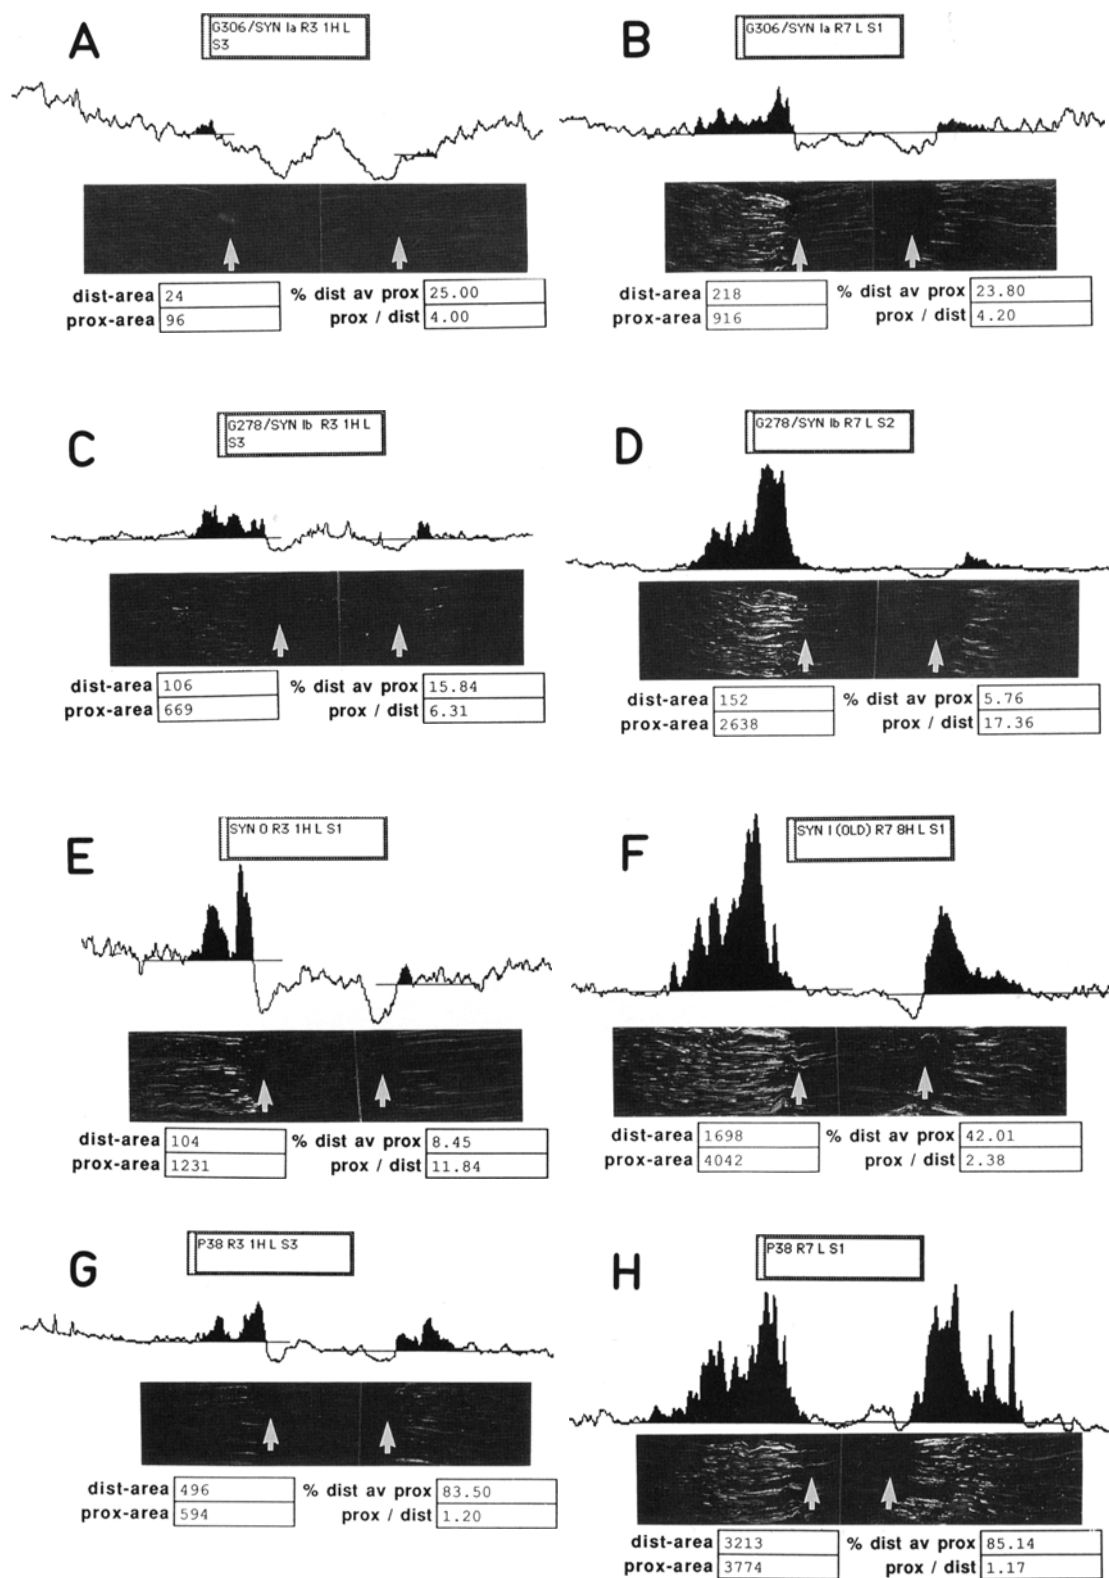 A
G306/SYN Ia R3 1H L
S3
dist-area 24 % dist av prox 25.00
prox-area 96 prox / dist 4.00
B
G306/SYN Ia R7 L S1
dist-area 218 % dist av prox 23.80
prox-area 916 prox / dist 4.20
C
G278/SYN Ib R3 1H L
S3
dist-area 106 % dist av prox 15.84
prox-area 669 prox / dist 6.31
D
G278/SYN Ib R7 L S2
dist-area 152 % dist av prox 5.76
prox-area 2638 prox / dist 17.36
E
SYN O R3 1H L S1
dist-area 104 % dist av prox 8.45
prox-area 1231 prox / dist 11.84
F
SYN I (OLD) R7 8H L S1
dist-area 1698 % dist av prox 42.01
prox-area 4042 prox / dist 2.38
G
P38 R3 1H L S3
dist-area 496 % dist av prox 83.50
prox-area 594 prox / dist 1.20
H
P38 R7 L S1
dist-area 3213 % dist av prox 85.14
prox-area 3774 prox / dist 1.17